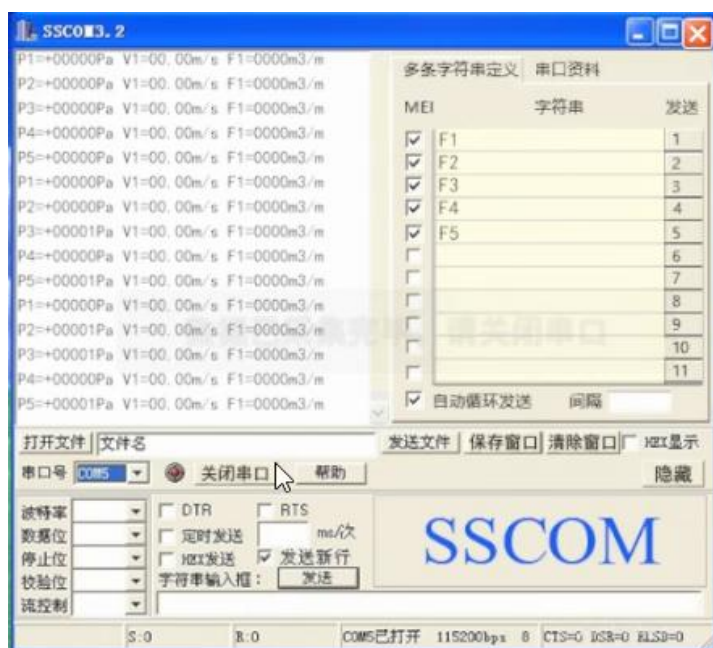 SSCOM3.2
P1=+00000Pa V1=00.00m/s F1=0000m3/m
P2=+00000Pa V1=00.00m/s F1=0000m3/m
P3=+00000Pa V1=00.00m/s F1=0000m3/m
P4=+00000Pa V1=00.00m/s F1=0000m3/m
P5=+00000Pa V1=00.00m/s F1=0000m3/m
P1=+00000Pa V1=00.00m/s F1=0000m3/m
P2=+00000Pa V1=00.00m/s F1=0000m3/m
P3=+00001Pa V1=00.00m/s F1=0000m3/m
P4=+00000Pa V1=00.00m/s F1=0000m3/m
P5=+00001Pa V1=00.00m/s F1=0000m3/m
P1=+00000Pa V1=00.00m/s F1=0000m3/m
P2=+00001Pa V1=00.00m/s F1=0000m3/m
P3=+00001Pa V1=00.00m/s F1=0000m3/m
P4=+00000Pa V1=00.00m/s F1=0000m3/m
P5=+00001Pa V1=00.00m/s F1=0000m3/m
多条字符串定义 串口资料
MEI 字符串 发送
F1 1
F2 2
F3 3
F4 4
F5 5
6
7
8
9
10
11
请关闭串口
自动循环发送 间隔
打开文件 文件名 发送文件 保存窗口 清除窗口 HEX显示
串口号 COM5 关闭串口 帮助 隐藏
波特率 DTR RTS
数据位 定时发送 ms/次
停止位 HEX发送 发送新行
校验位 字符串输入框： 发送
流控制
SSCOM
S:0 R:0 COM5已打开 115200bps 8 CTS=0 DSR=0 RLSD=0